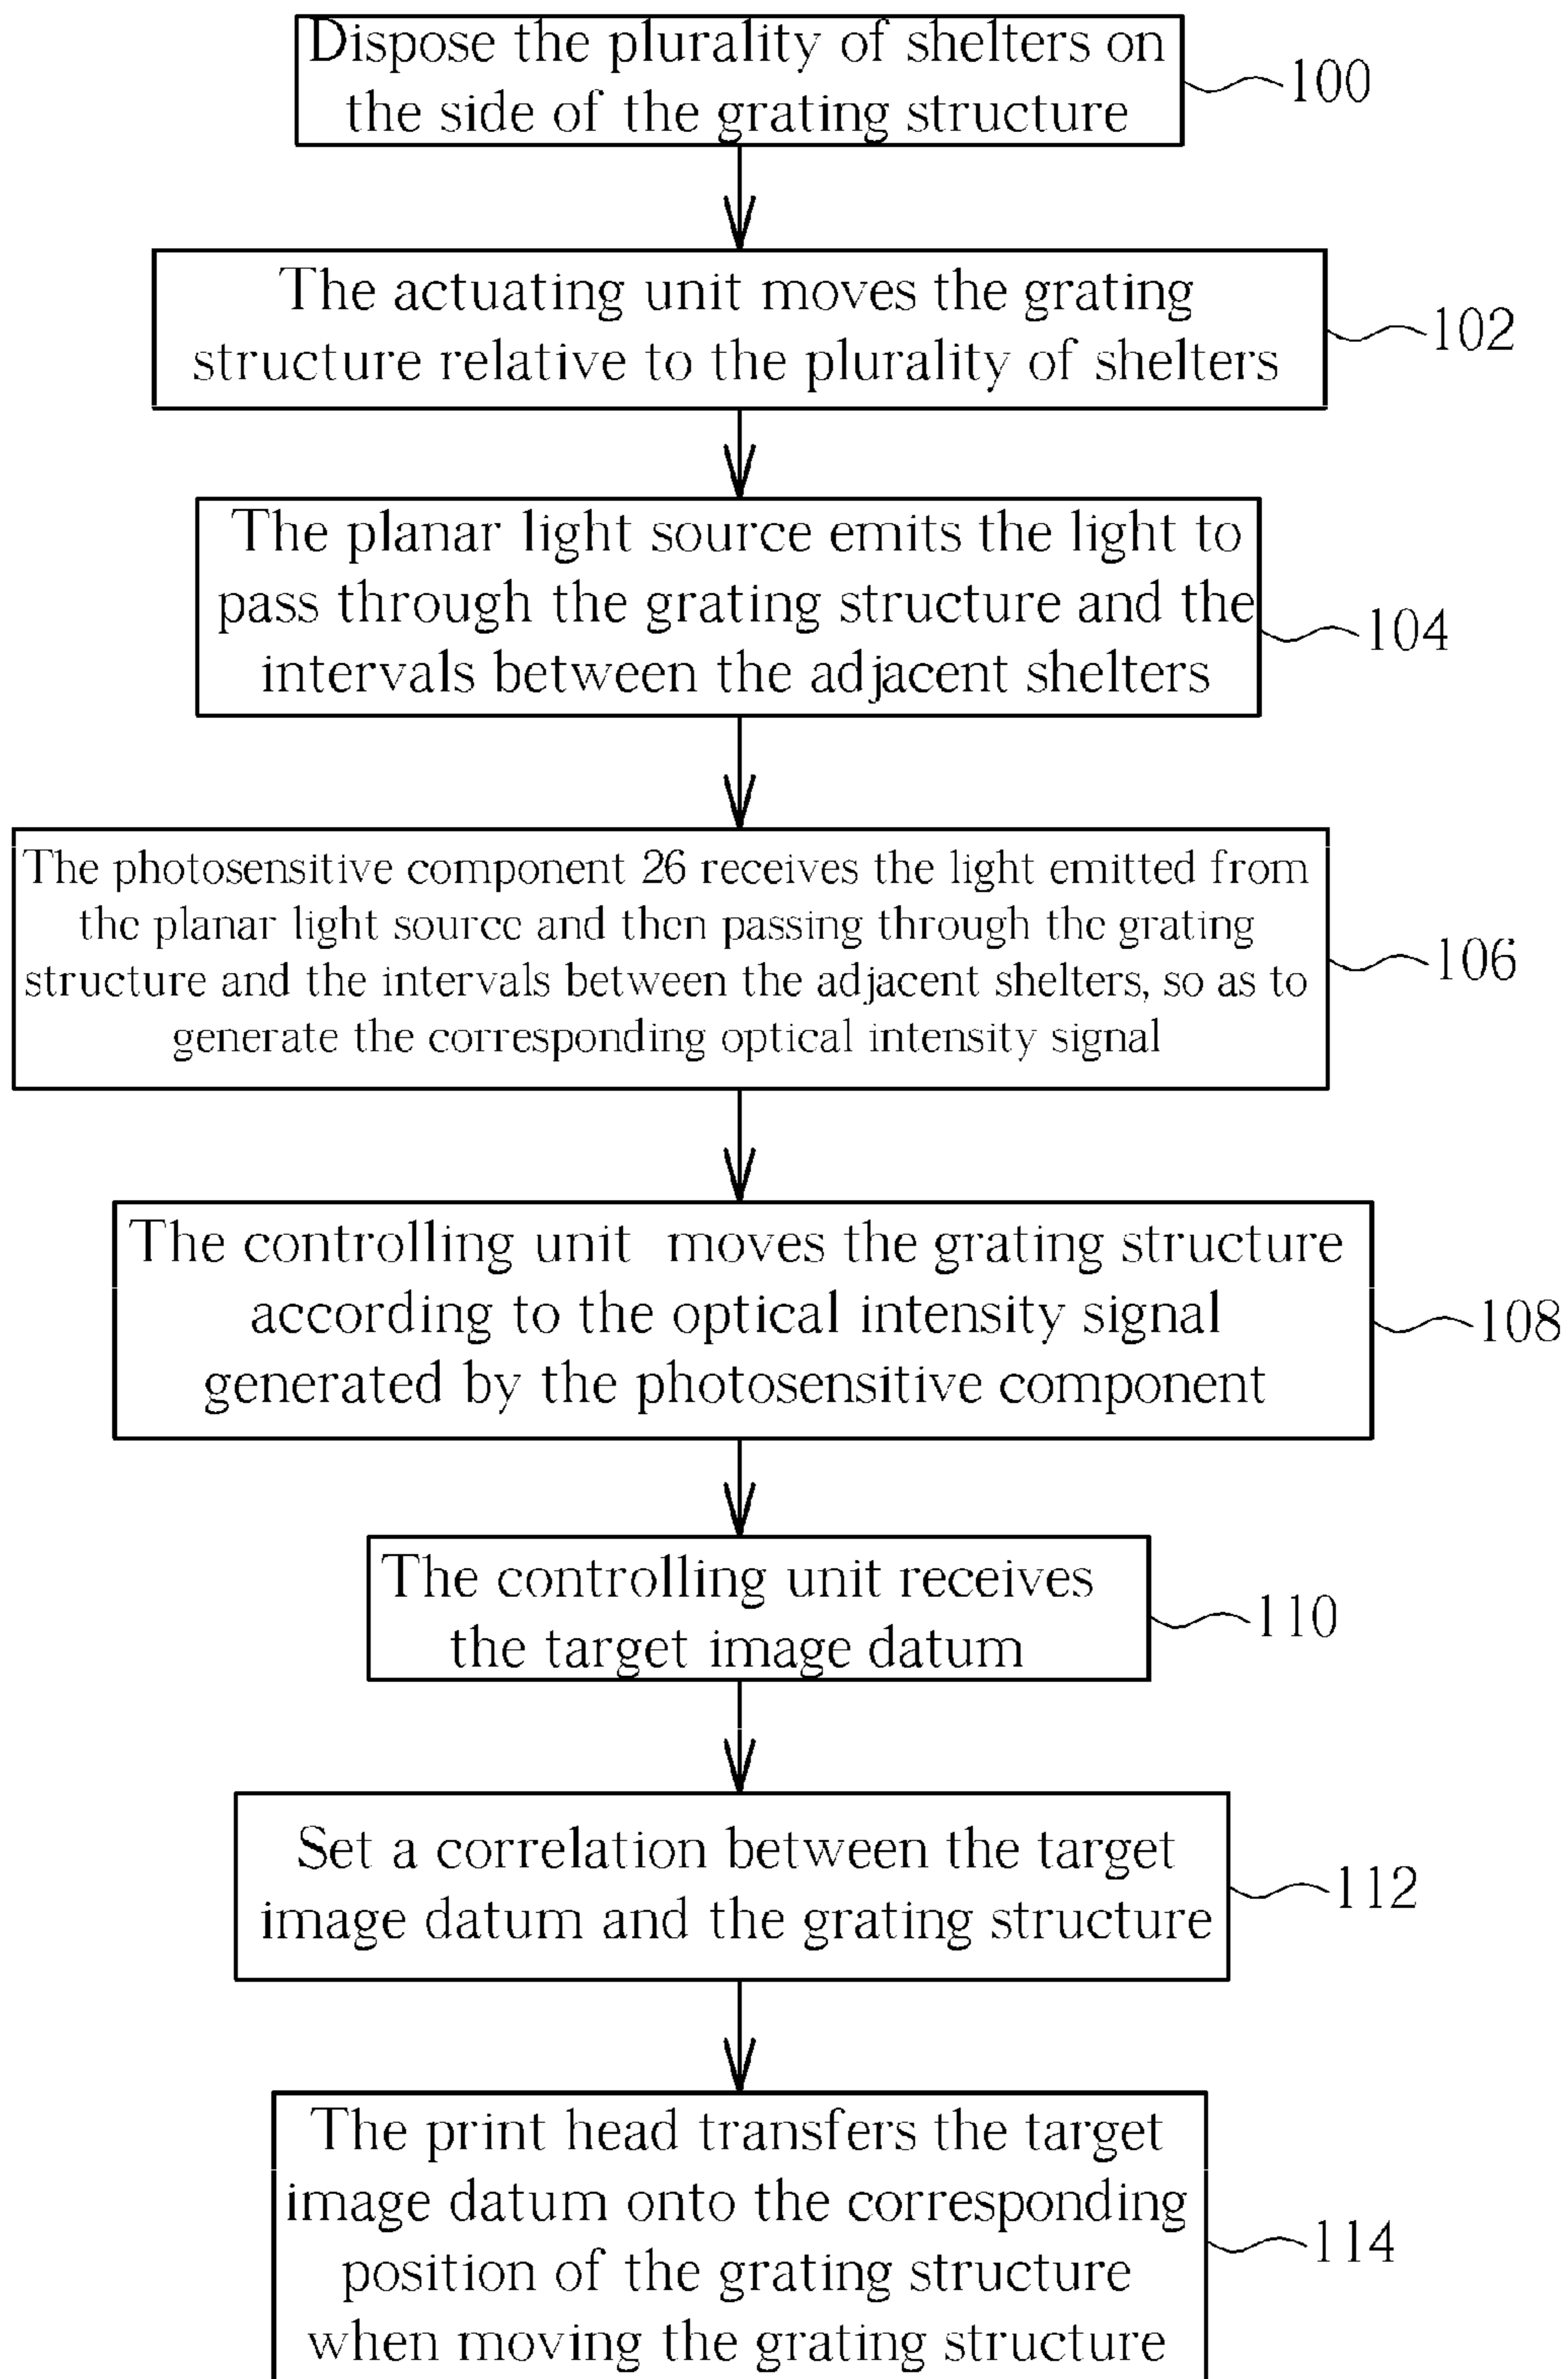 Dispose the plurality of shelters on
the side of the grating structure
100
The actuating unit moves the grating
structure relative to the plurality of shelters
102
The planar light source emits the light to
pass through the grating structure and the
intervals between the adjacent shelters
104
The photosensitive component 26 receives the light emitted from
the planar light source and then passing through the grating
structure and the intervals between the adjacent shelters, so as to
generate the corresponding optical intensity signal
106
The controlling unit moves the grating structure
according to the optical intensity signal
generated by the photosensitive component
108
The controlling unit receives
the target image datum
110
Set a correlation between the target
image datum and the grating structure
112
The print head transfers the target
image datum onto the corresponding
position of the grating structure
when moving the grating structure
114